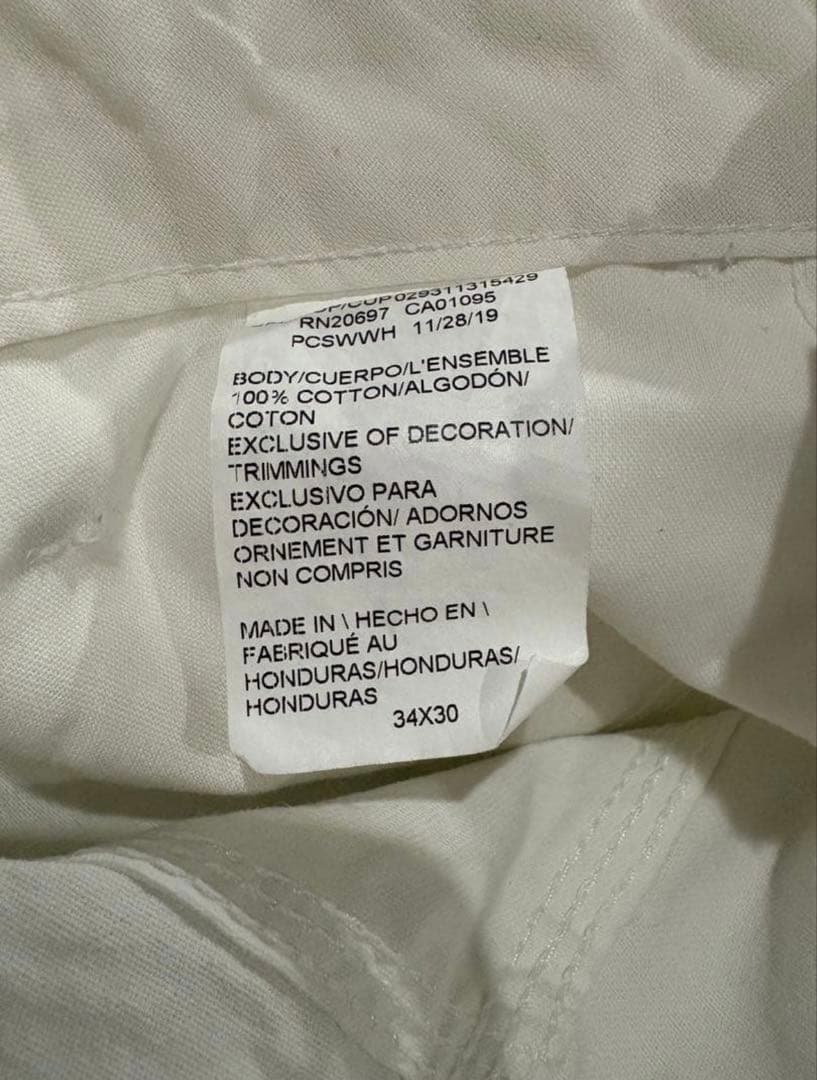 P/CUP029311315429
RN20697 CA01095
PCSWWH 11/28/19
BODY/CUERPO/L'ENSEMBLE
100% COTTON/ALGODÓN/
COTON
EXCLUSIVE OF DECORATION/
TRIMMINGS
EXCLUSIVO PARA
DECORACIÓN/ ADORNOS
ORNEMENT ET GARNITURE
NON COMPRIS
MADE IN \ HECHO EN \
FABRIQUÉ AU
HONDURAS/HONDURAS/
HONDURAS
34X30